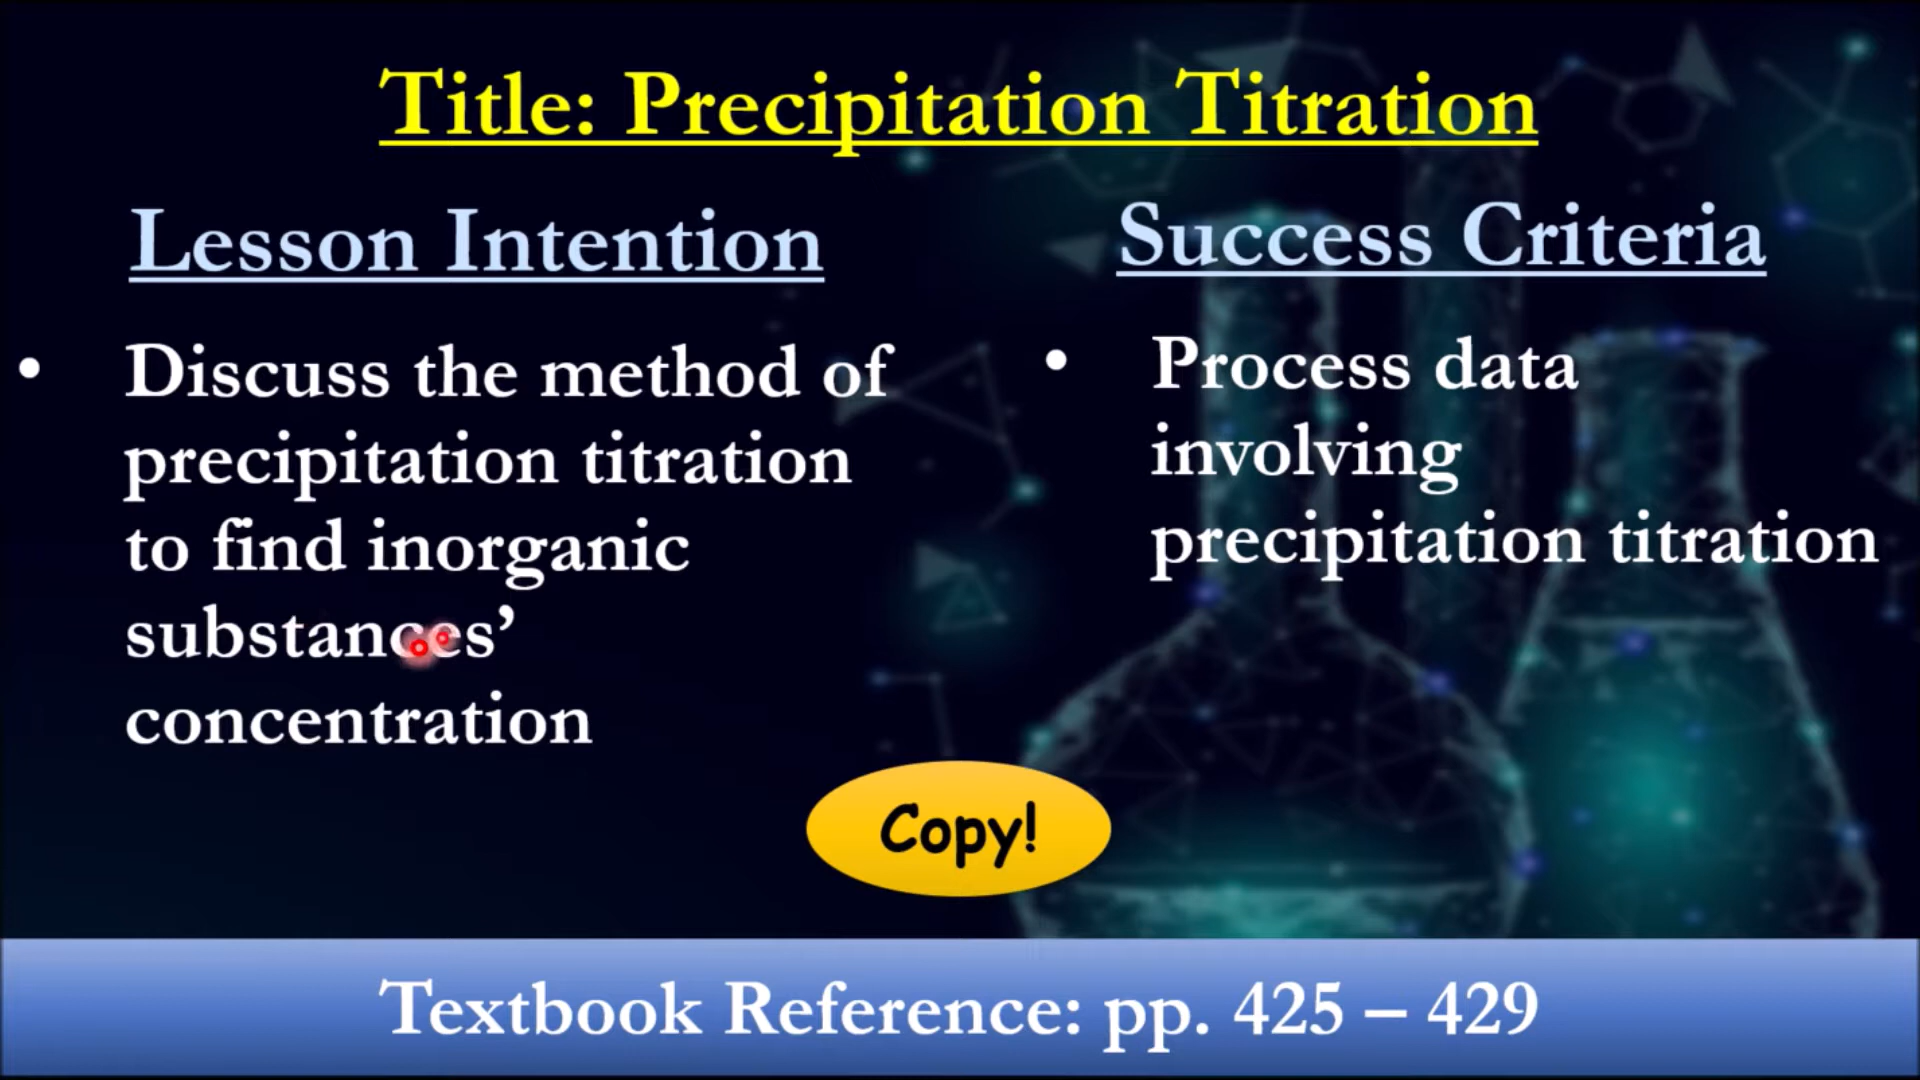 Title: Precipitation Titration
Lesson Intention
• Discuss the method of
precipitation titration
to find inorganic
substances’
concentration
Success Criteria
• Process data
involving
precipitation titration
Copy!
Textbook Reference: pp. 425 – 429